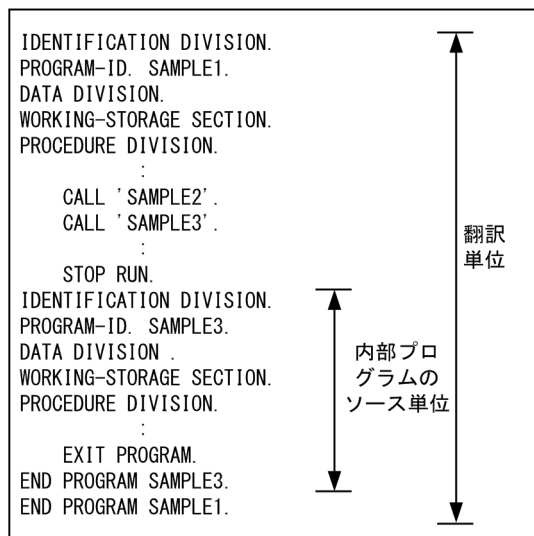 IDENTIFICATION DIVISION.
PROGRAM-ID. SAMPLE1.
DATA DIVISION.
WORKING-STORAGE SECTION.
PROCEDURE DIVISION.
:
CALL 'SAMPLE2'.
CALL 'SAMPLE3'.
:
STOP RUN.
IDENTIFICATION DIVISION.
PROGRAM-ID. SAMPLE3.
DATA DIVISION .
WORKING-STORAGE SECTION.
PROCEDURE DIVISION.
:
EXIT PROGRAM.
END PROGRAM SAMPLE3.
END PROGRAM SAMPLE1.
内部プロ
グラムの
ソース単位
翻訳
単位